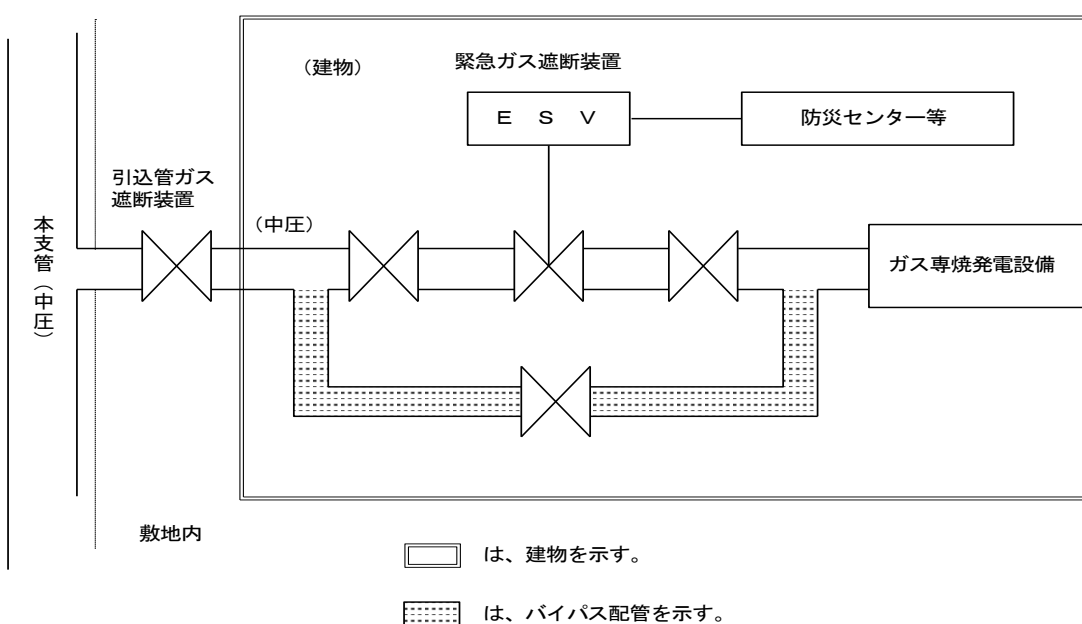 (建物)
緊急ガス遮断装置
E S V
防災センター等
引込管ガス
遮断装置
(中圧)
本支管(中圧)
ガス専焼発電設備
敷地内
は、建物を示す。
は、バイパス配管を示す。